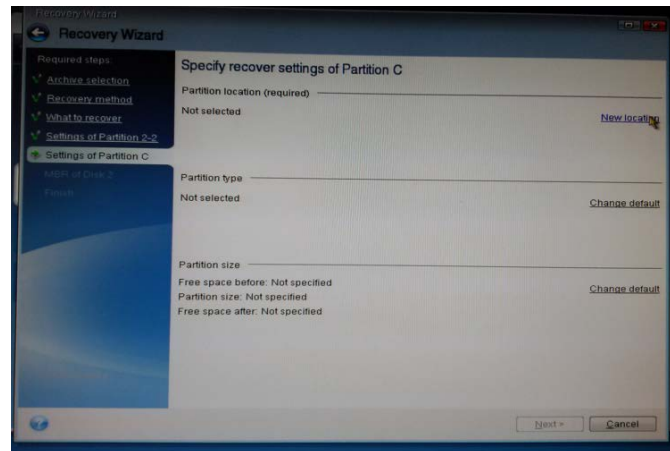 Recovery Wizard
Recovery Wizard
Required steps:
Archive selection
Recovery method
What to recover
Settings of Partition 2-2
Settings of Partition C
MBR of Disk 2
Finish
Specify recover settings of Partition C
Partition location (required)
Not selected
New location
Partition type
Not selected
Change default
Partition size
Free space before: Not specified
Partition size: Not specified
Free space after: Not specified
Change default
Next >
Cancel